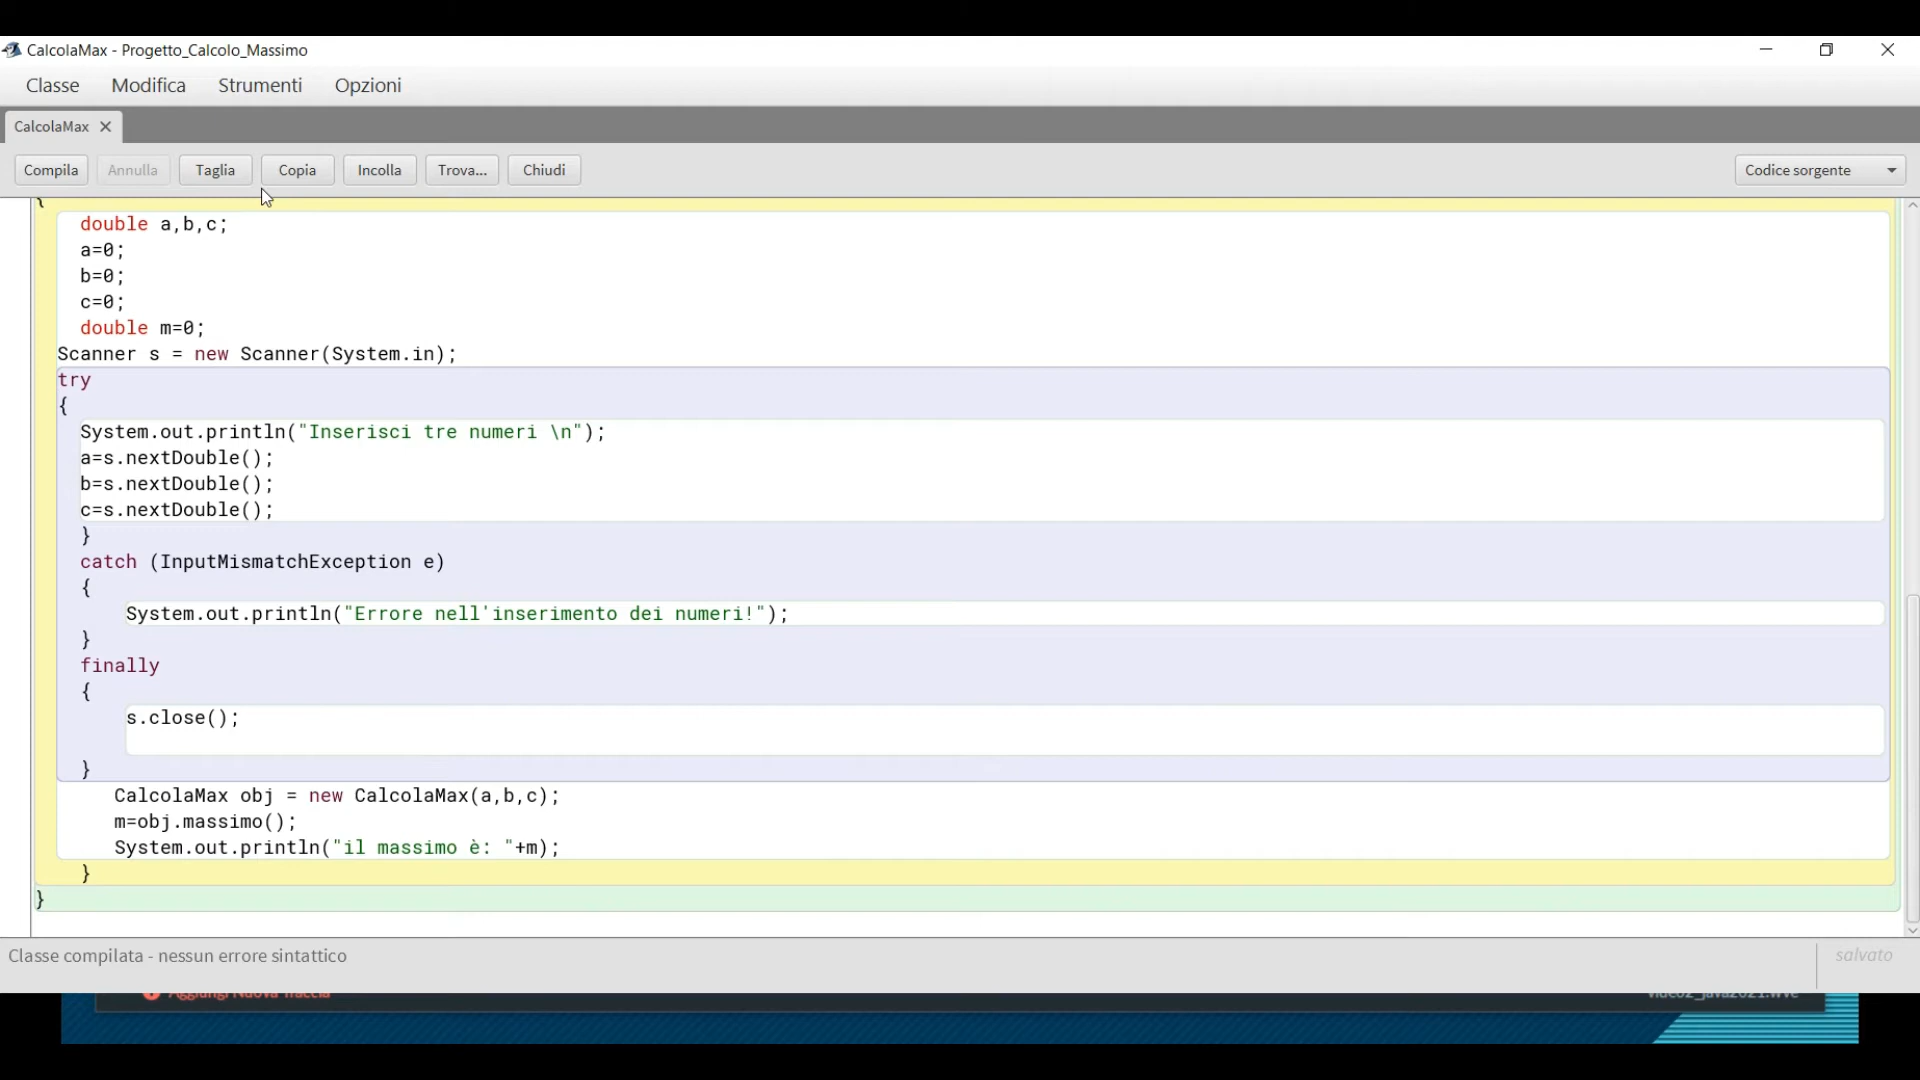 CalcolaMax - Progetto_Calcolo_Massimo
Classe Modifica Strumenti Opzioni
CalcolaMax
Compila Annulla Taglia Copia Incolla Trova... Chiudi Codice sorgente
{
double a,b,c;
a=0;
b=0;
c=0;
double m=0;
Scanner s = new Scanner(System.in);
try
{
System.out.println("Inserisci tre numeri \n");
a=s.nextDouble();
b=s.nextDouble();
c=s.nextDouble();
}
catch (InputMismatchException e)
{
System.out.println("Errore nell'inserimento dei numeri!");
}
finally
{
s.close();
}
CalcolaMax obj = new CalcolaMax(a,b,c);
m=obj.massimo();
System.out.println("il massimo è: "+m);
}
}
Classe compilata - nessun errore sintattico salvato
Aggiungi Nuova Traccia